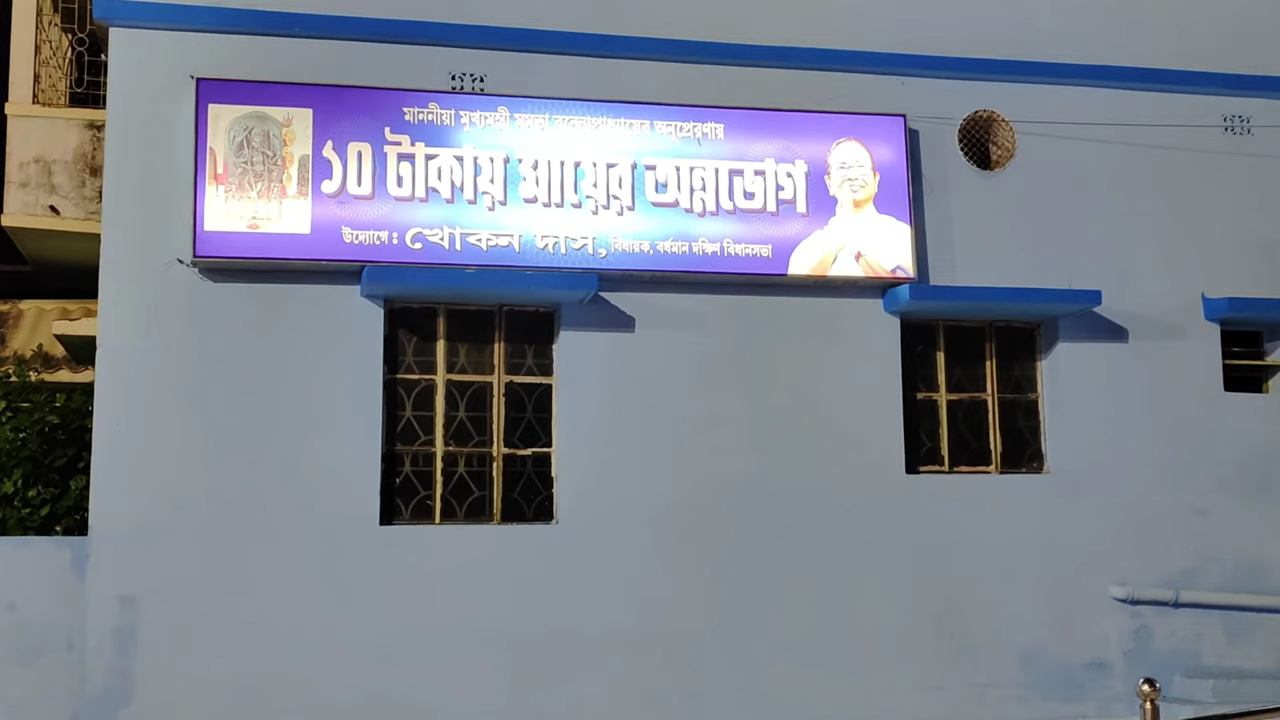 মাননীয়া মুখ্যমন্ত্রী মমতা বন্দ্যোপাধ্যায়ের অনুপ্রেরণায়
১০ টাকায় মায়ের অন্নভোগ
উদ্যোগে : খোকন দাস, বিধায়ক, বর্ধমান দক্ষিণ বিধানসভা